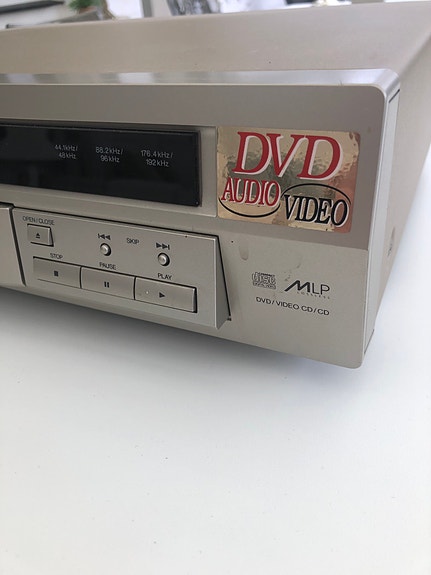 44.1kHz/ 88.2kHz/ 176.4kHz/
48kHz 96kHz 192kHz
DVD
AUDIO VIDEO
OPEN/CLOSE
SKIP
STOP PAUSE PLAY
MLP
LOSSLESS
DVD / VIDEO CD / CD